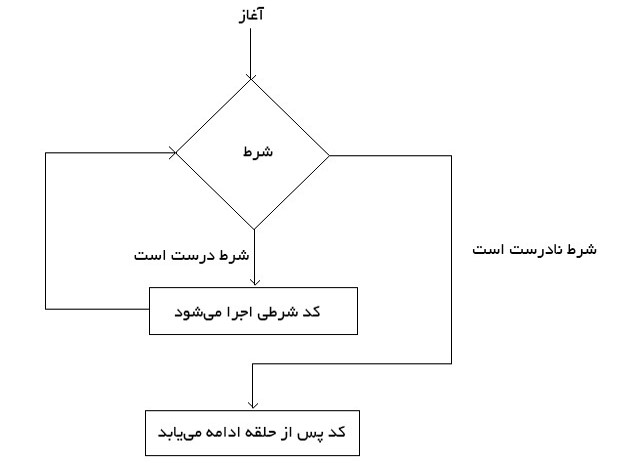 آغاز
شرط
شرط نادرست است
شرط درست است
کد شرطی اجرا می‌شود
کد پس از حلقه ادامه می‌یابد